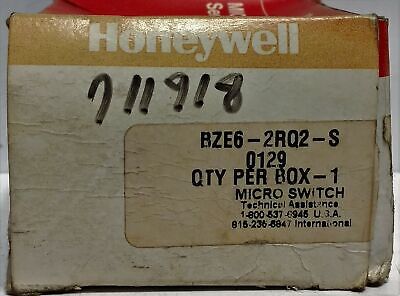 Honeywell
711918
BZE6-2RQ2-S
0129
QTY PER BOX-1
MICRO SWITCH
Technical Assistance
1-800-537-6945 U.S.A.
815-235-6847 International